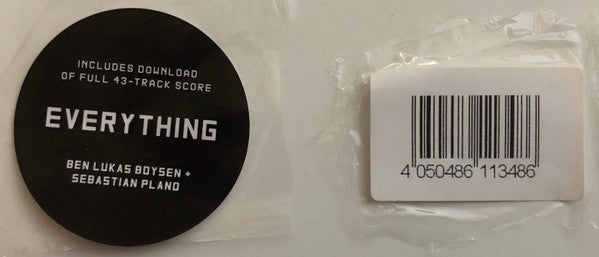 INCLUDES DOWNLOAD
OF FULL 43-TRACK SCORE
EVERYTHING
BEN LUKAS BOYSEN +
SEBASTIAN PLANO
4 050486 113486